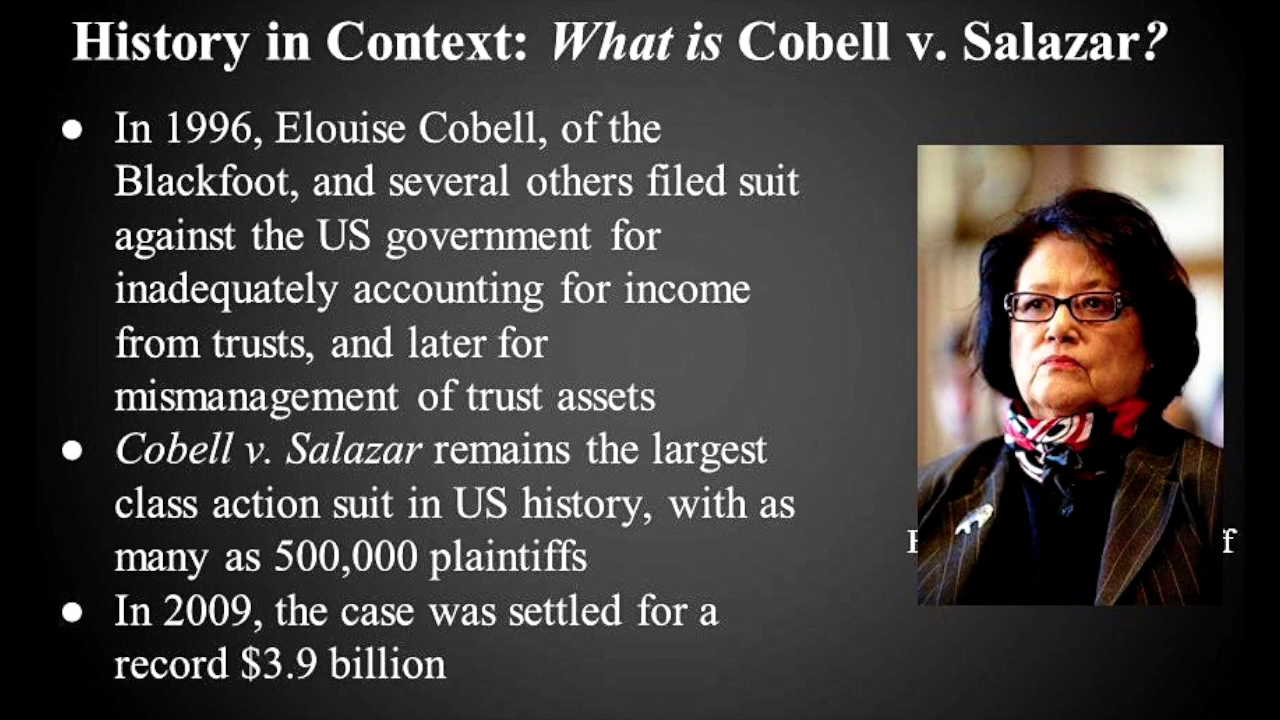 History in Context: What is Cobell v. Salazar?
● In 1996, Elouise Cobell, of the
Blackfoot, and several others filed suit
against the US government for
inadequately accounting for income
from trusts, and later for
mismanagement of trust assets
● Cobell v. Salazar remains the largest
class action suit in US history, with as
many as 500,000 plaintiffs
● In 2009, the case was settled for a
record $3.9 billion